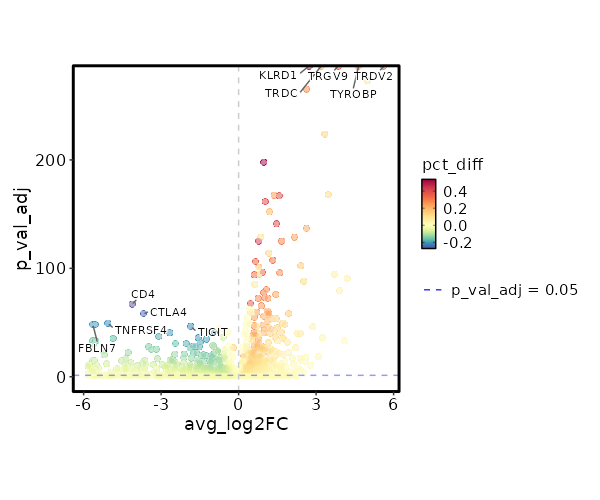 KLRD1
TRGV9
TRDV2
TRDC
TYROBP
200
100
0
p_val_adj
CD4
CTLA4
TNFRSF4
TIGIT
FBLN7
-6
-3
0
3
6
avg_log2FC
pct_diff
0.4
0.2
0.0
-0.2
p_val_adj = 0.05